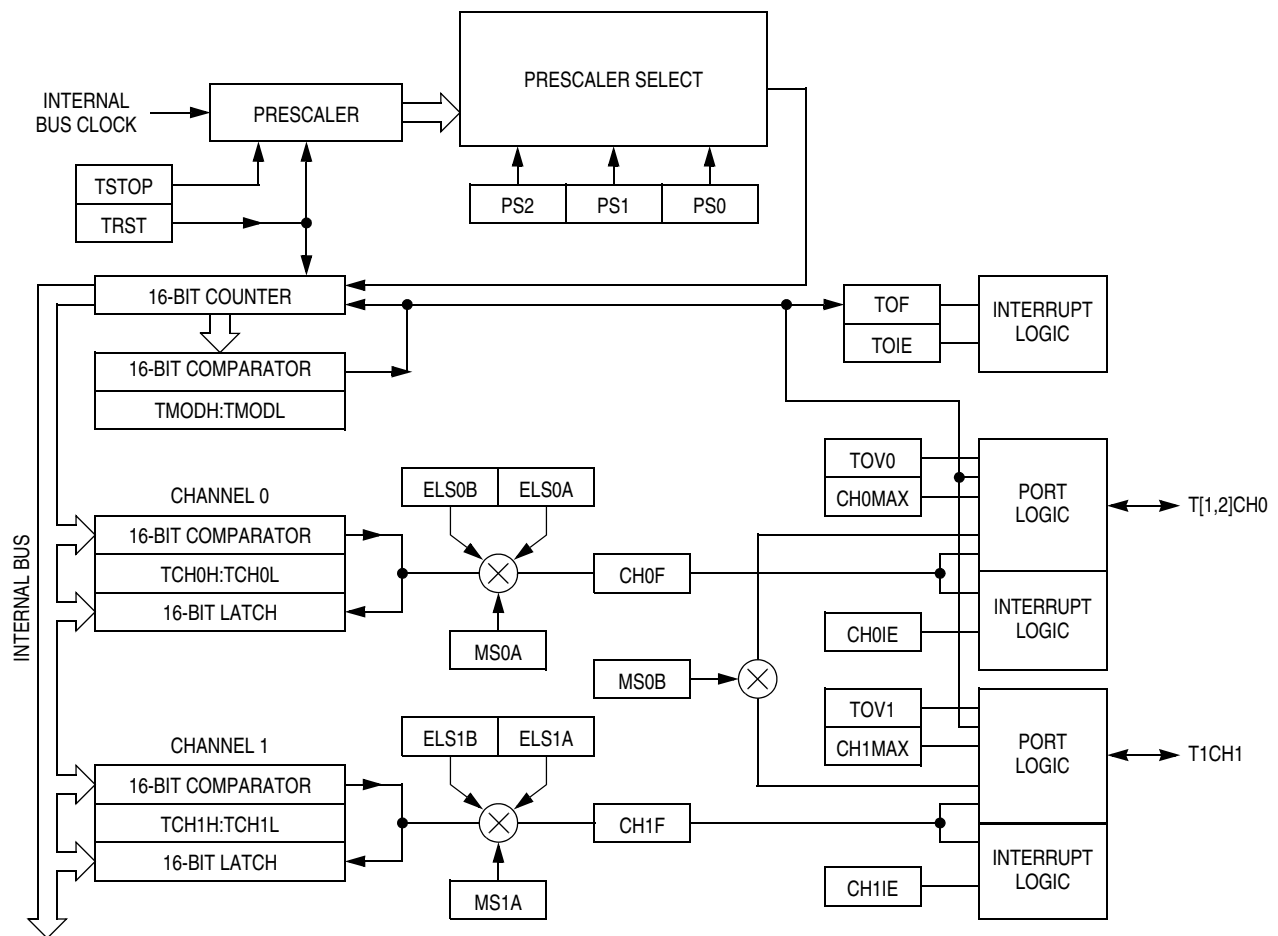 PRESCALER SELECT
INTERNAL
BUS CLOCK
PRESCALER
TSTOP
TRST
PS2
PS1
PS0
16-BIT COUNTER
16-BIT COMPARATOR
TMODH:TMODL
TOF
TOIE
INTERRUPT
LOGIC
INTERNAL BUS
CHANNEL 0
16-BIT COMPARATOR
TCH0H:TCH0L
16-BIT LATCH
ELS0B
ELS0A
MS0A
CH0F
TOV0
CH0MAX
PORT
LOGIC
T[1,2]CH0
CH0IE
INTERRUPT
LOGIC
MS0B
CHANNEL 1
16-BIT COMPARATOR
TCH1H:TCH1L
16-BIT LATCH
ELS1B
ELS1A
MS1A
CH1F
TOV1
CH1MAX
PORT
LOGIC
T1CH1
CH1IE
INTERRUPT
LOGIC